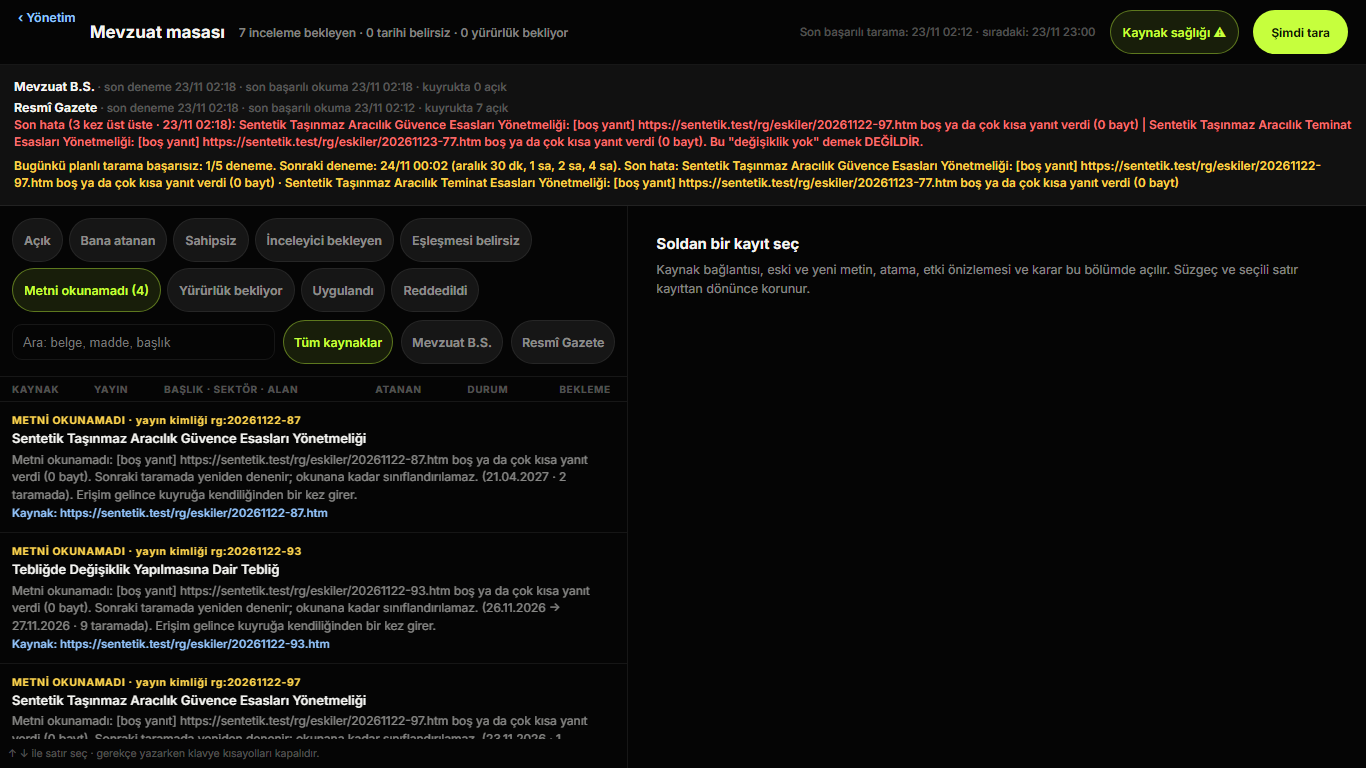 ‹ Yönetim
Mevzuat masası
7 inceleme bekleyen · 0 tarihi belirsiz · 0 yürürlük bekliyor
Son başarılı tarama: 23/11 02:12 · sıradaki: 23/11 23:00
Kaynak sağlığı ⚠
Şimdi tara
Mevzuat B.S. · son deneme 23/11 02:18 · son başarılı okuma 23/11 02:18 · kuyrukta 0 açık
Resmî Gazete · son deneme 23/11 02:18 · son başarılı okuma 23/11 02:12 · kuyrukta 7 açık
Son hata (3 kez üst üste · 23/11 02:18): Sentetik Taşınmaz Aracılık Güvence Esasları Yönetmeliği: [boş yanıt] https://sentetik.test/rg/eskiler/20261122-97.htm boş ya da çok kısa yanıt verdi (0 bayt) | Sentetik Taşınmaz Aracılık Teminat
Esasları Yönetmeliği: [boş yanıt] https://sentetik.test/rg/eskiler/20261123-77.htm boş ya da çok kısa yanıt verdi (0 bayt). Bu "değişiklik yok" demek DEĞİLDİR.
Bugünkü planlı tarama başarısız: 1/5 deneme. Sonraki deneme: 24/11 00:02 (aralık 30 dk, 1 sa, 2 sa, 4 sa). Son hata: Sentetik Taşınmaz Aracılık Güvence Esasları Yönetmeliği: [boş yanıt] https://sentetik.test/rg/eskiler/20261122-
97.htm boş ya da çok kısa yanıt verdi (0 bayt) · Sentetik Taşınmaz Aracılık Teminat Esasları Yönetmeliği: [boş yanıt] https://sentetik.test/rg/eskiler/20261123-77.htm boş ya da çok kısa yanıt verdi (0 bayt)
Açık
Bana atanan
Sahipsiz
İnceleyici bekleyen
Eşleşmesi belirsiz
Metni okunamadı (4)
Yürürlük bekliyor
Uygulandı
Reddedildi
Ara: belge, madde, başlık
Tüm kaynaklar
Mevzuat B.S.
Resmî Gazete
KAYNAK YAYIN BAŞLIK · SEKTÖR · ALAN ATANAN DURUM BEKLEME
METNİ OKUNAMADI · yayın kimliği rg:20261122-87
Sentetik Taşınmaz Aracılık Güvence Esasları Yönetmeliği
Metni okunamadı: [boş yanıt] https://sentetik.test/rg/eskiler/20261122-87.htm boş ya da çok kısa yanıt
verdi (0 bayt). Sonraki taramada yeniden denenir; okunana kadar sınıflandırılamaz. (21.04.2027 · 2
taramada). Erişim gelince kuyruğa kendiliğinden bir kez girer.
Kaynak: https://sentetik.test/rg/eskiler/20261122-87.htm
METNİ OKUNAMADI · yayın kimliği rg:20261122-93
Tebliğde Değişiklik Yapılmasına Dair Tebliğ
Metni okunamadı: [boş yanıt] https://sentetik.test/rg/eskiler/20261122-93.htm boş ya da çok kısa yanıt
verdi (0 bayt). Sonraki taramada yeniden denenir; okunana kadar sınıflandırılamaz. (26.11.2026 →
27.11.2026 · 9 taramada). Erişim gelince kuyruğa kendiliğinden bir kez girer.
Kaynak: https://sentetik.test/rg/eskiler/20261122-93.htm
METNİ OKUNAMADI · yayın kimliği rg:20261122-97
Sentetik Taşınmaz Aracılık Güvence Esasları Yönetmeliği
Metni okunamadı: [boş yanıt] https://sentetik.test/rg/eskiler/20261122-97.htm boş ya da çok kısa yanıt
verdi (0 bayt). Sonraki taramada yeniden denenir; okunana kadar sınıflandırılamaz. (23.11.2026 · 1
↑ ↓ ile satır seç · gerekçe yazarken klavye kısayolları kapalıdır.
Soldan bir kayıt seç
Kaynak bağlantısı, eski ve yeni metin, atama, etki önizlemesi ve karar bu bölümde açılır. Süzgeç ve seçili satır
kayıttan dönünce korunur.